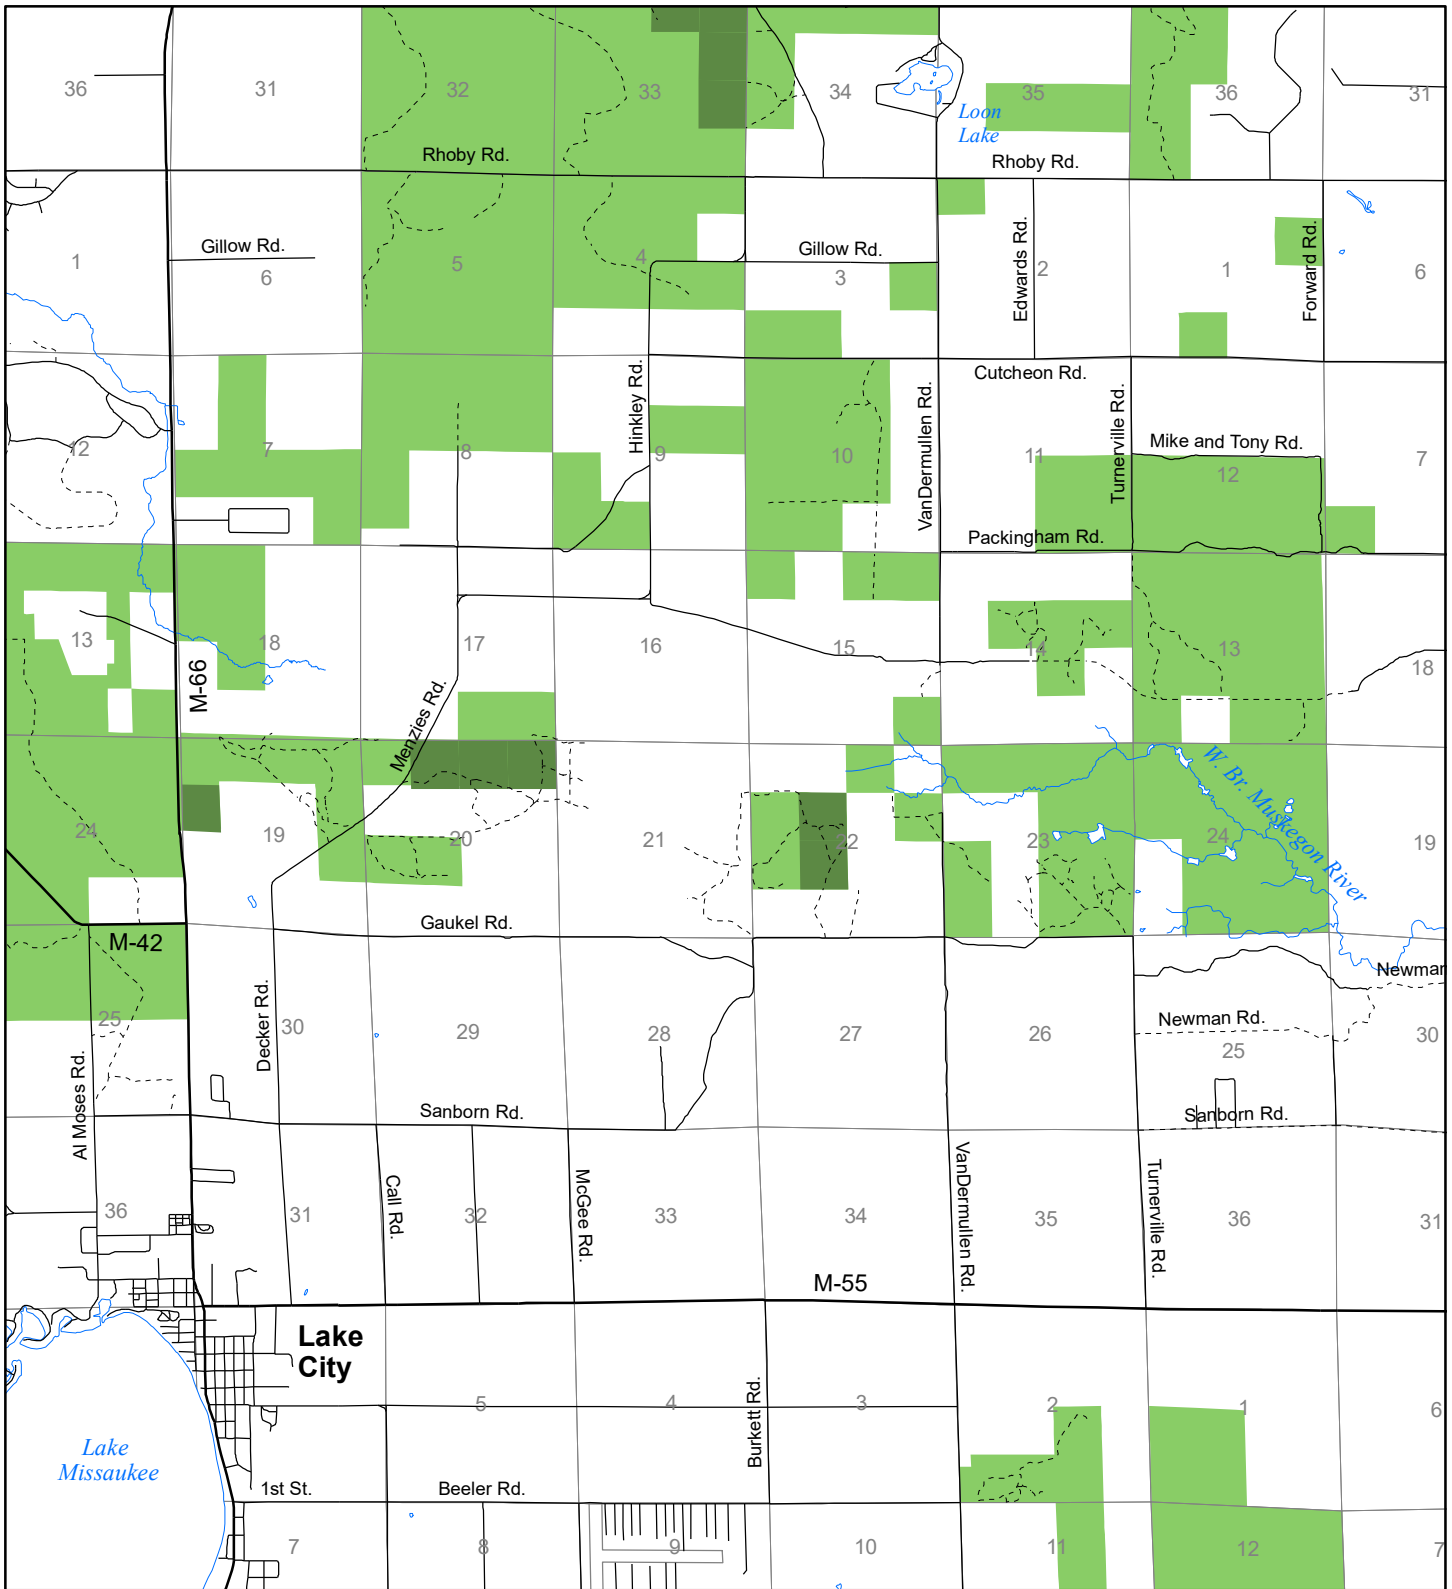 36
31
32
33
34
35
36
31
Loon
Lake
Rhoby Rd.
Rhoby Rd.
1
Gillow Rd.
6
5
4
Gillow Rd.
3
Edwards Rd.
2
1
Forward Rd.
6
Cutcheon Rd.
Hinkley Rd.
VanDermullen Rd.
Turnerville Rd.
Mike and Tony Rd.
12
7
8
9
10
11
12
7
Packingham Rd.
13
M-66
18
17
16
15
14
13
18
Menzies Rd.
W. Br. Muskegon River
24
19
20
21
22
23
24
19
Gaukel Rd.
M-42
Newman
25
Decker Rd.
30
29
28
27
26
Newman Rd.
25
30
Al Moses Rd.
Sanborn Rd.
Sanborn Rd.
36
31
Call Rd.
32
McGee Rd.
33
34
VanDermullen Rd.
35
Turnerville Rd.
36
31
M-55
Lake
City
5
4
Burkett Rd.
3
2
1
6
Lake
Missaukee
1st St.
Beeler Rd.
7
8
9
10
11
12
7